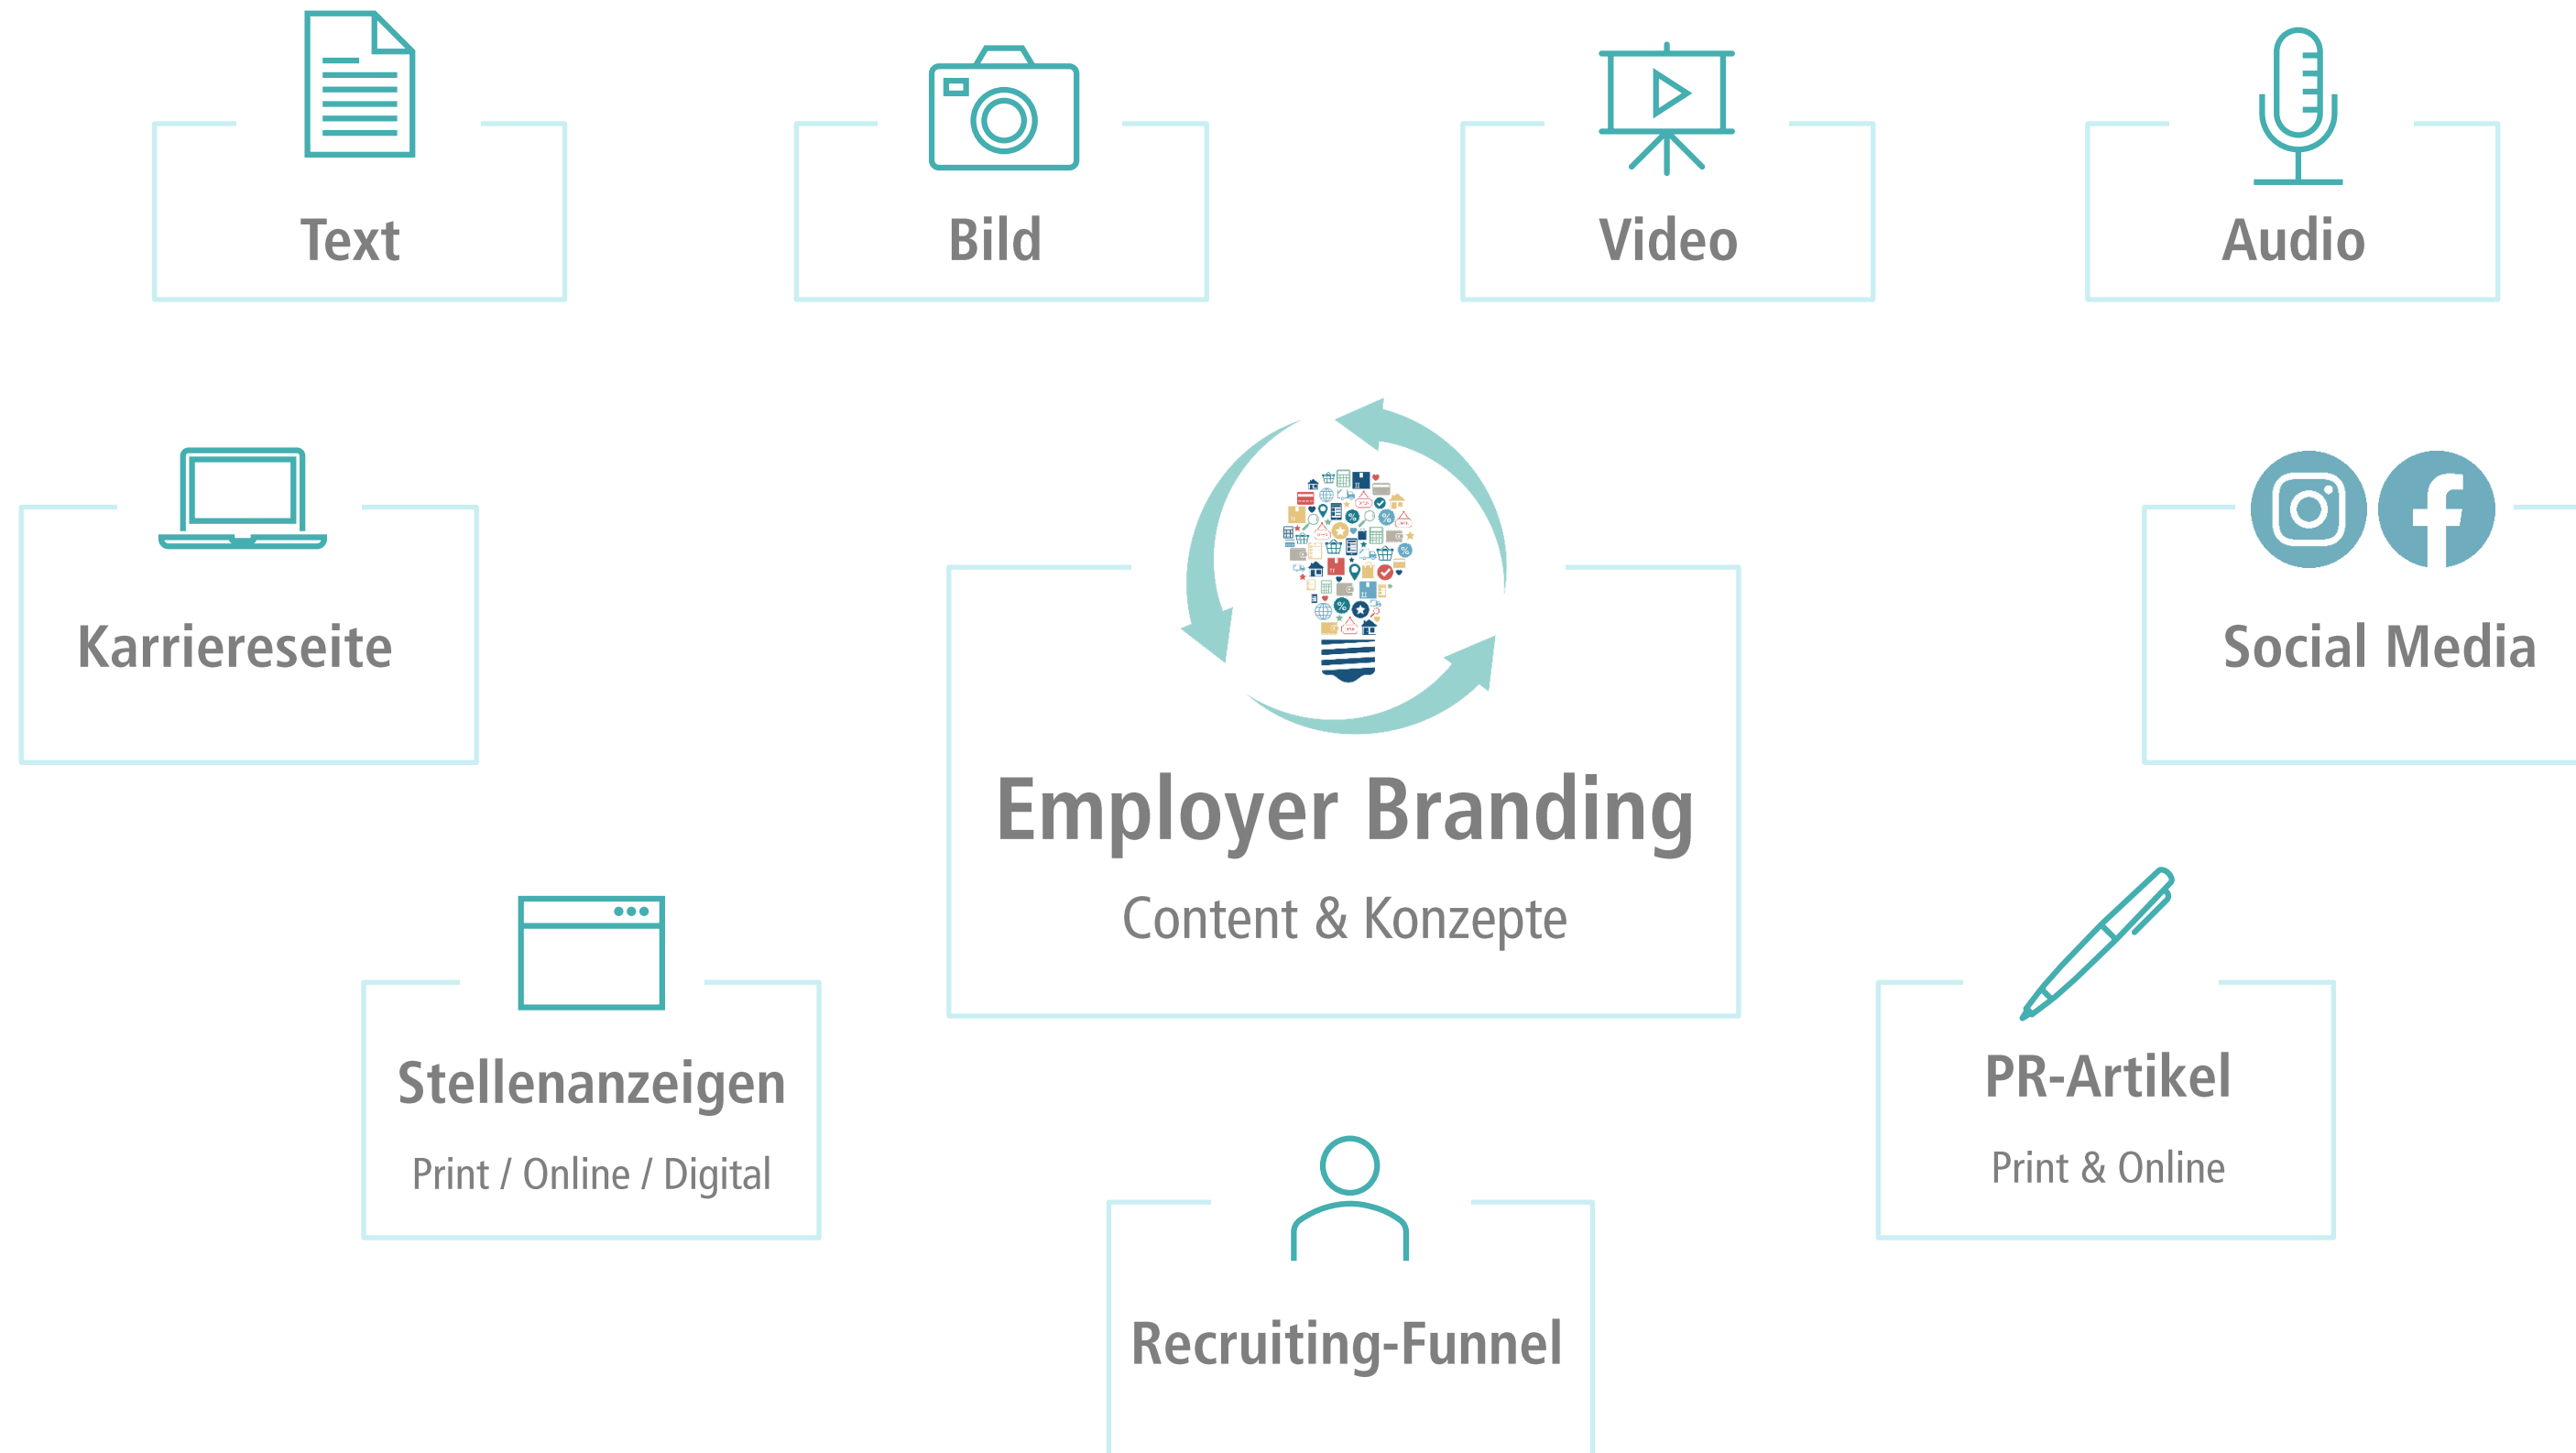 Text
Bild
Video
Audio
Karriereseite
Social Media
Employer Branding
Content & Konzepte
Stellenanzeigen
Print / Online / Digital
PR-Artikel
Print & Online
Recruiting-Funnel